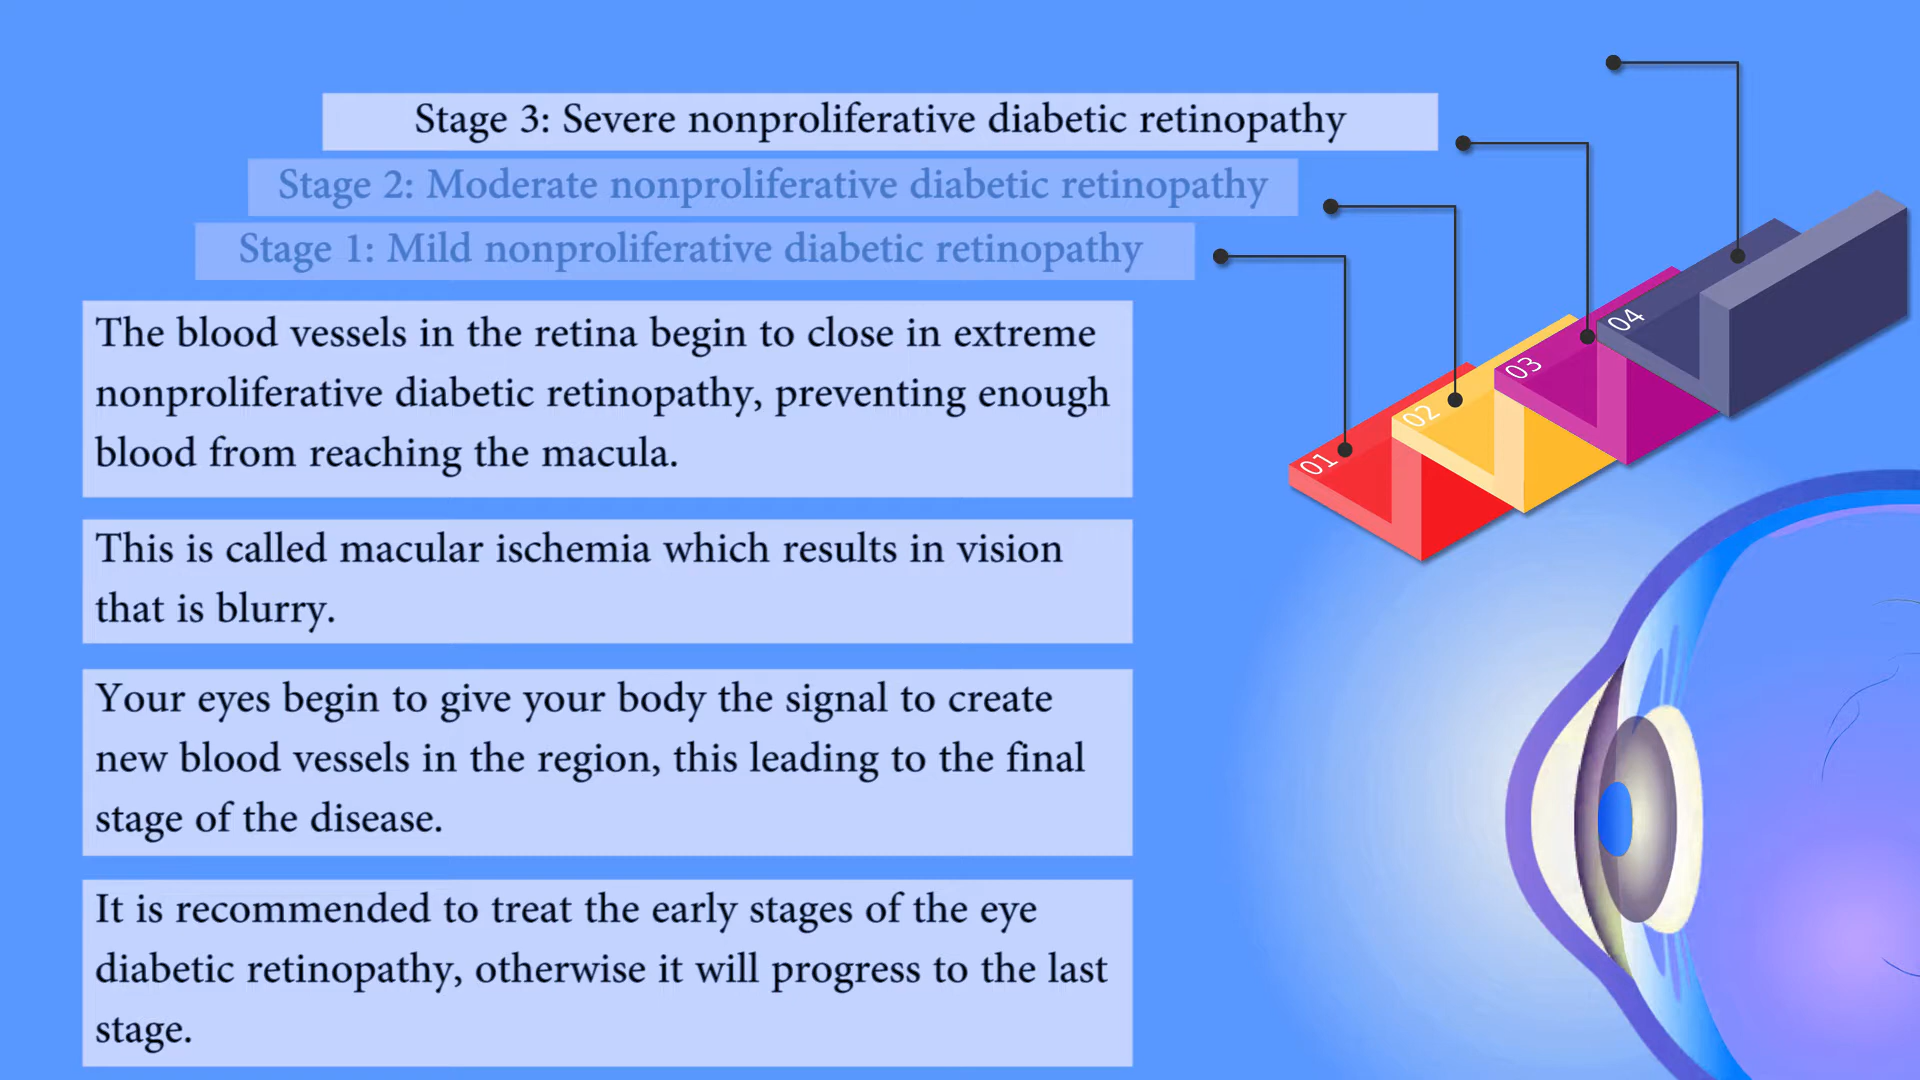 Stage 3: Severe nonproliferative diabetic retinopathy
Stage 2: Moderate nonproliferative diabetic retinopathy
Stage 1: Mild nonproliferative diabetic retinopathy
The blood vessels in the retina begin to close in extreme
nonproliferative diabetic retinopathy, preventing enough
blood from reaching the macula.
This is called macular ischemia which results in vision
that is blurry.
Your eyes begin to give your body the signal to create
new blood vessels in the region, this leading to the final
stage of the disease.
It is recommended to treat the early stages of the eye
diabetic retinopathy, otherwise it will progress to the last
stage.
01
02
03
04